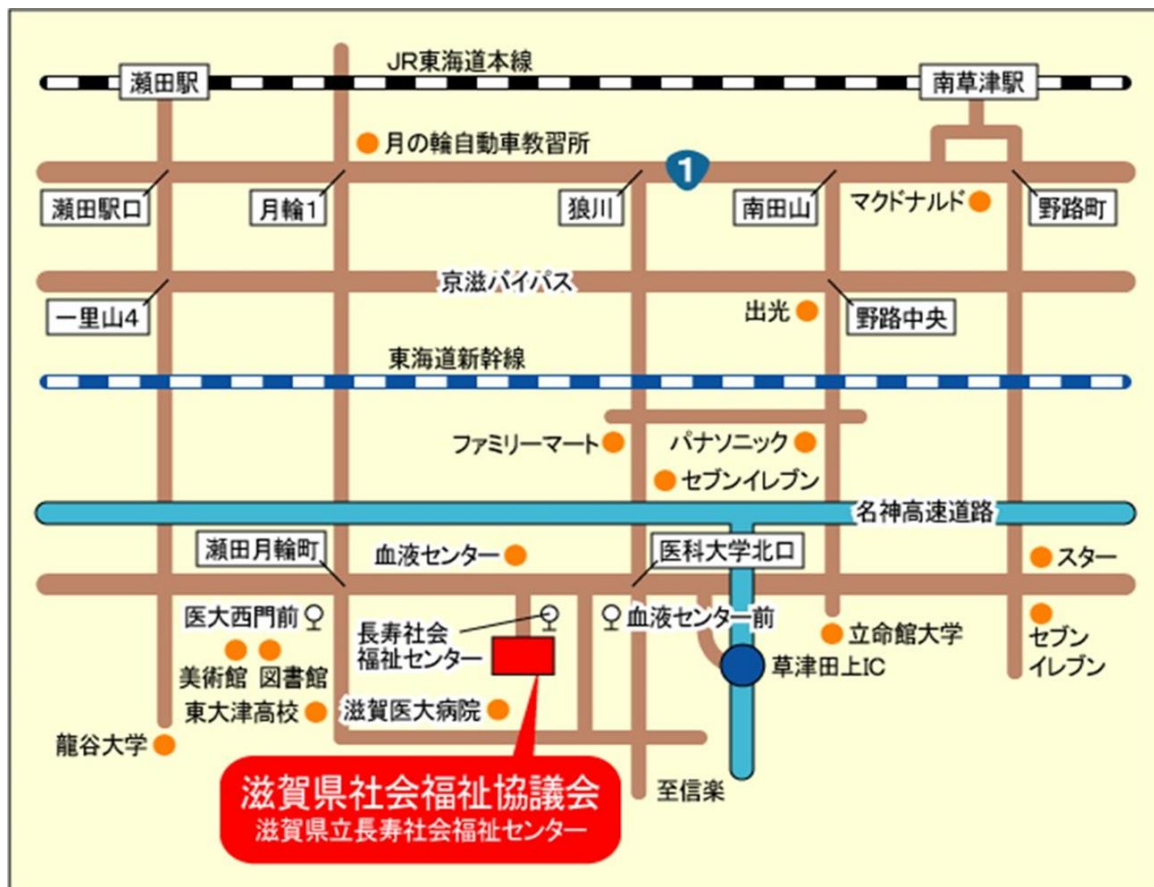 JR東海道本線
瀬田駅
南草津駅
月の輪自動車教習所
1
瀬田駅口
月輪1
狼川
南田山
マクドナルド
野路町
京滋バイパス
一里山4
出光
野路中央
東海道新幹線
ファミリーマート
パナソニック
セブンイレブン
名神高速道路
瀬田月輪町
血液センター
医科大学北口
スター
医大西門前
長寿社会
福祉センター
血液センター前
立命館大学
セブン
イレブン
美術館
図書館
草津田上IC
東大津高校
滋賀医大病院
龍谷大学
至信楽
滋賀県社会福祉協議会
滋賀県立長寿社会福祉センター